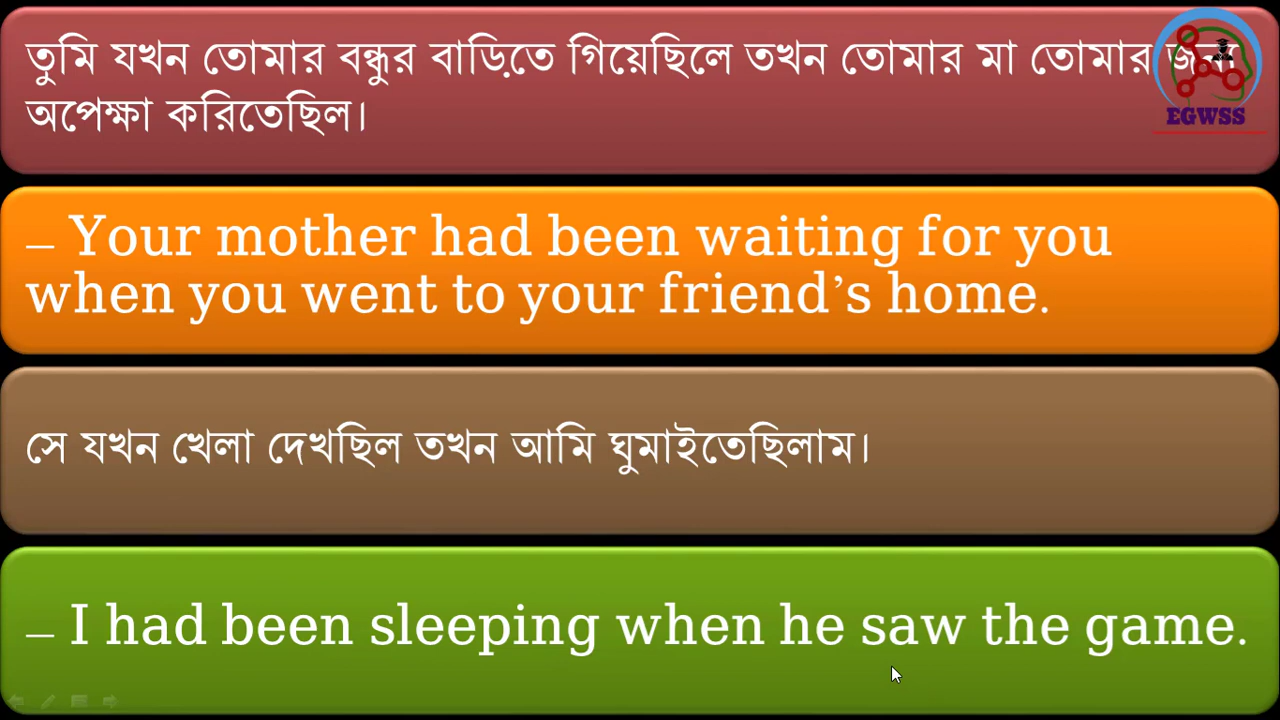 তুমি যখন তোমার বন্ধুর বাড়িতে গিয়েছিলে তখন তোমার মা তোমার
অপেক্ষা করিতেছিল।
EGWSS
– Your mother had been waiting for you
when you went to your friend’s home.
সে যখন খেলা দেখছিল তখন আমি ঘুমাইতেছিলাম।
– I had been sleeping when he saw the game.